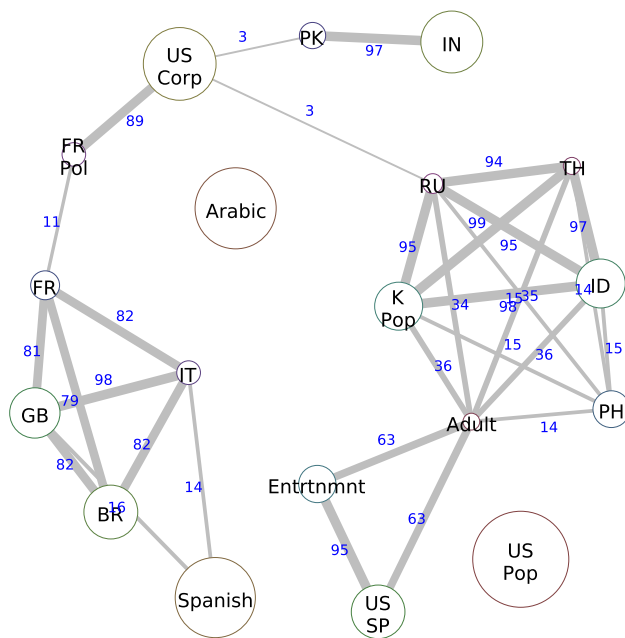 US
Corp
3
PK
97
IN
89
3
FR
Pol
11
Arabic
RU
94
TH
99
95
95
97
14
ID
K
Pop
34
15
35
98
15
36
36
15
PH
14
Adult
FR
82
81
98
IT
79
GB
82
82
16
BR
14
Spanish
63
Entrtnmnt
63
95
US
SP
US
Pop